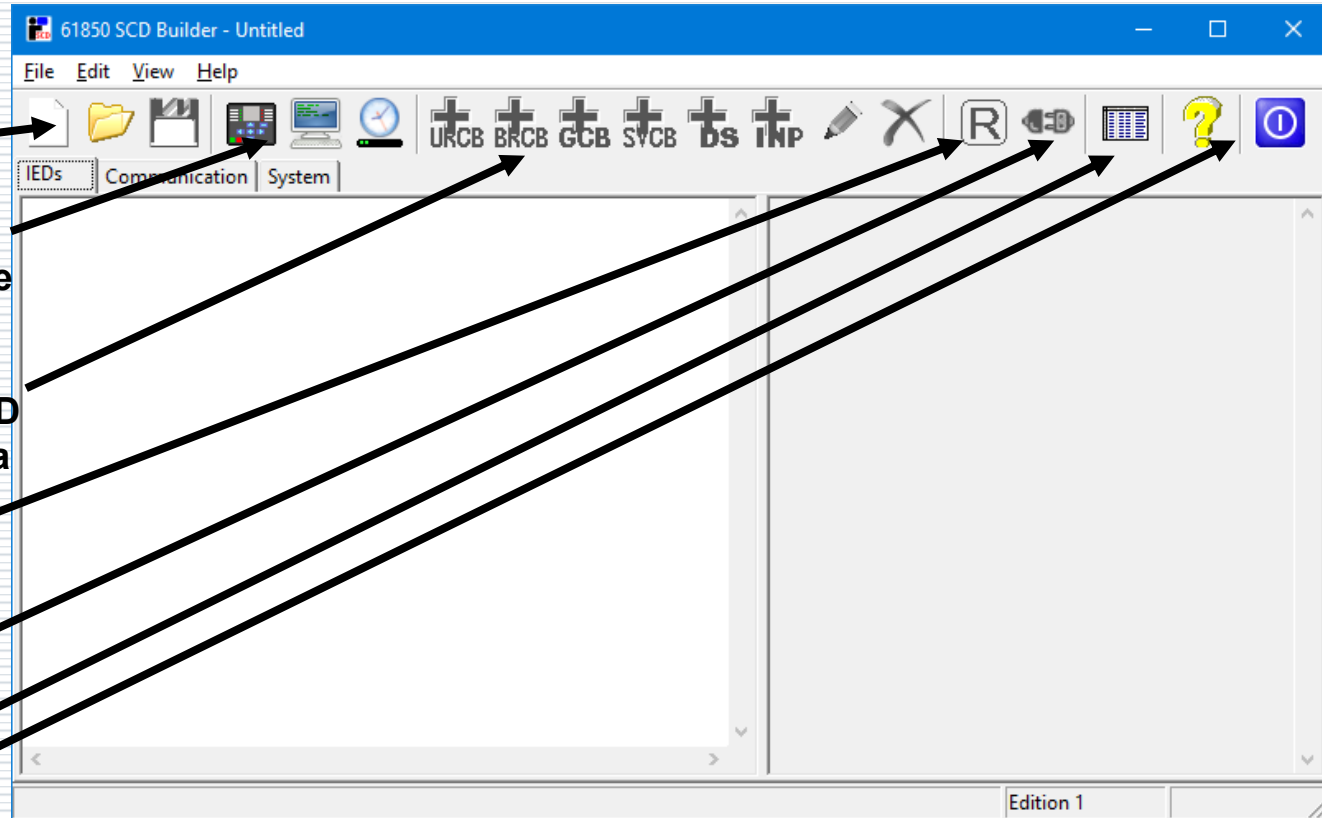 61850 SCD Builder - Untitled
File Edit View Help
URCB BRCB GCB SVCB DS INP R ?
IEDs Communication System
e
D
a
Edition 1